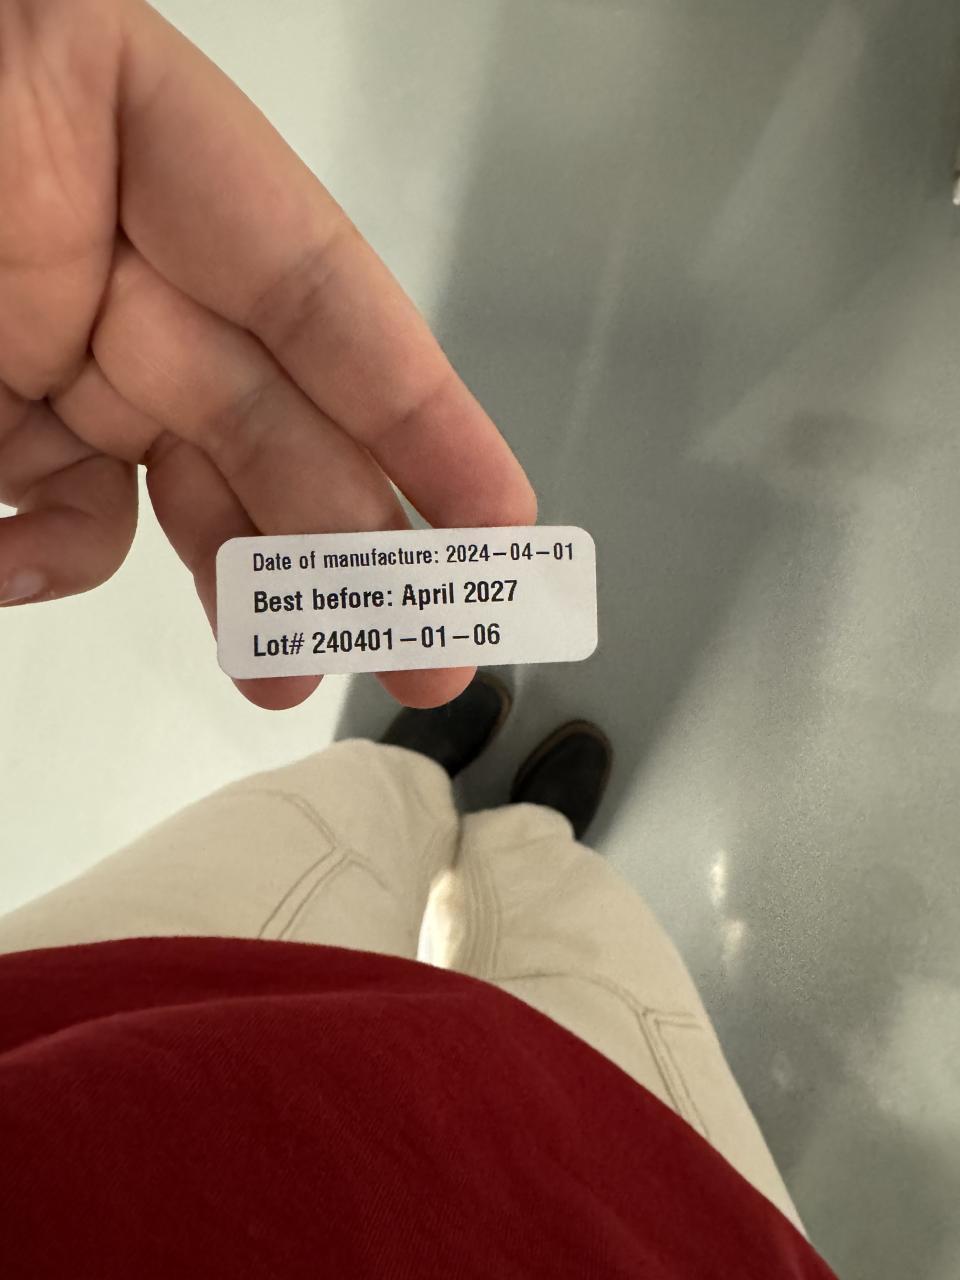 Date of manufacture: 2024-04-01
Best before: April 2027
Lot# 240401-01-06